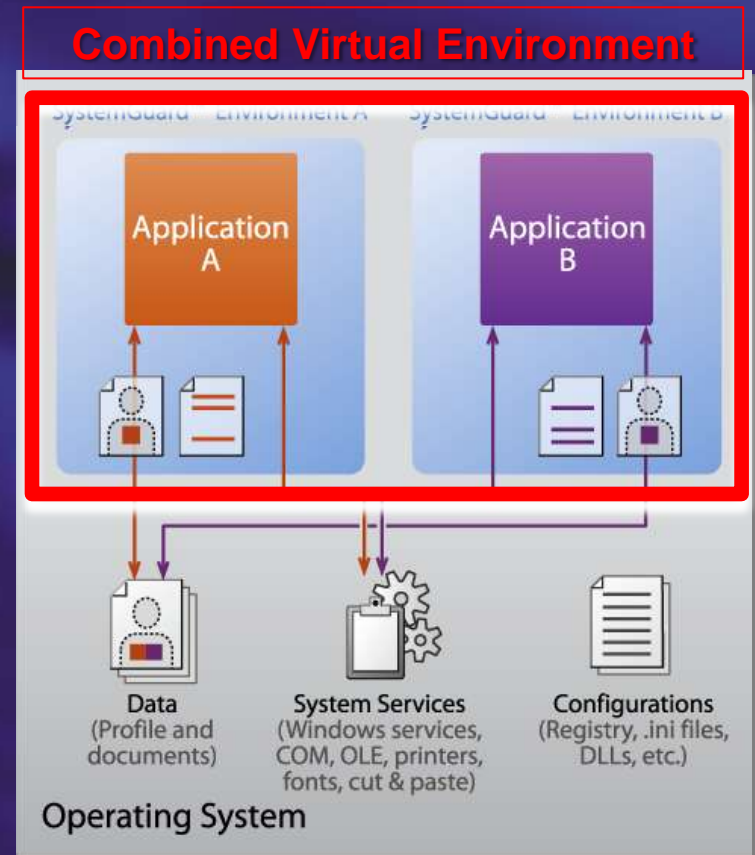 Combined Virtual Environment
SystemGuard Environment A
SystemGuard Environment B
Application
A
Application
B
Data
(Profile and
documents)
System Services
(Windows services,
COM, OLE, printers,
fonts, cut & paste)
Configurations
(Registry, .ini files,
DLLs, etc.)
Operating System